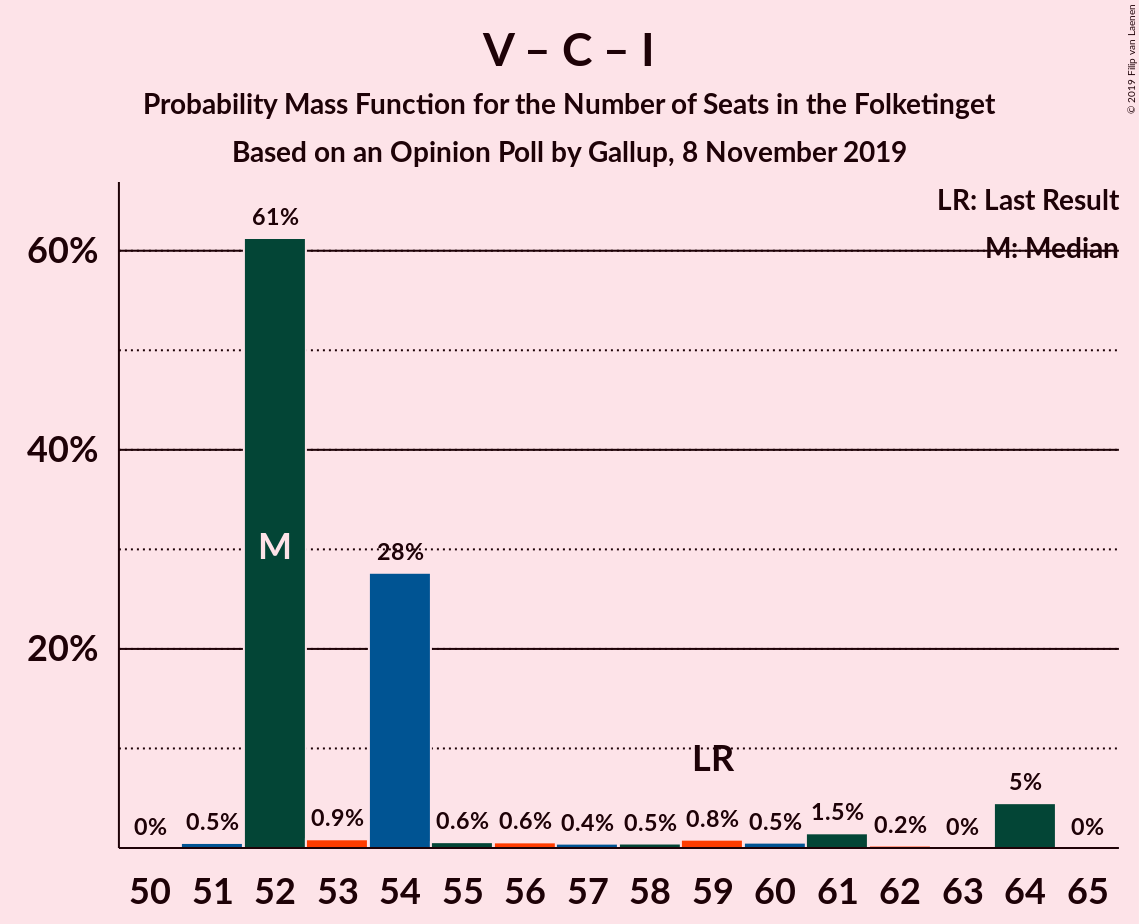 V – C – I
Probability Mass Function for the Number of Seats in the Folketinget
Based on an Opinion Poll by Gallup, 8 November 2019
© 2019 Filip van Laenen
LR: Last Result
M: Median
60%
40%
20%
0%
0.5%
61%
0.9%
28%
0.6%
0.6%
0.4%
0.5%
0.8%
0.5%
1.5%
0.2%
0%
5%
0%
M
LR
50 51 52 53 54 55 56 57 58 59 60 61 62 63 64 65